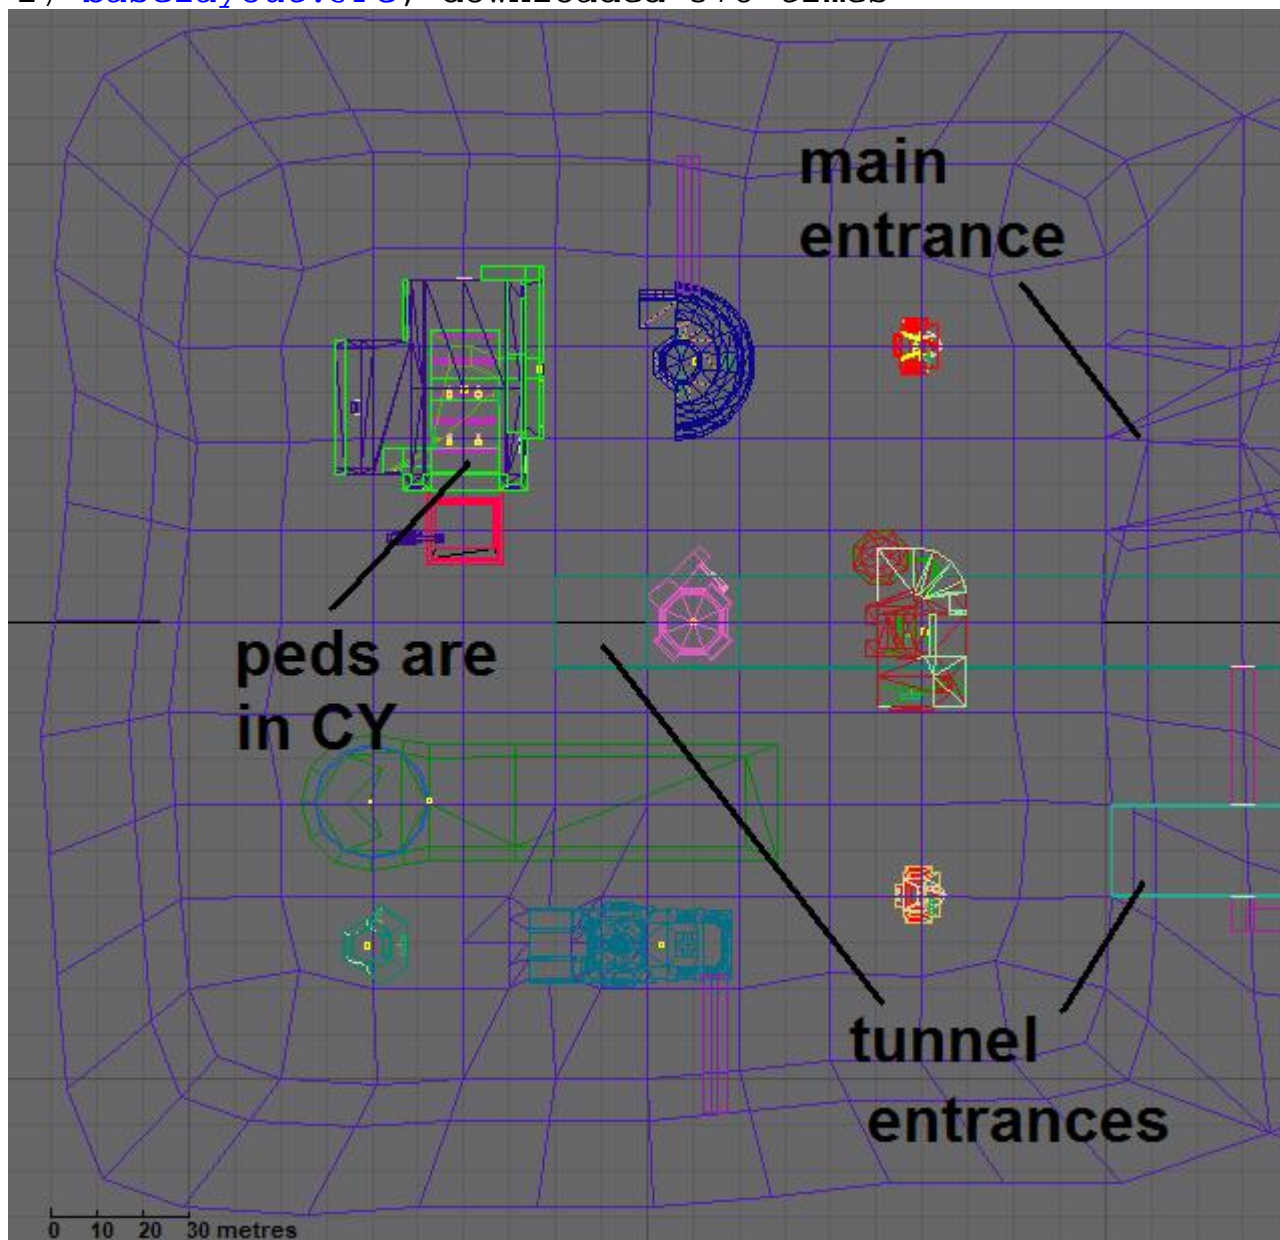 main
entrance
peds are
in CY
tunnel
entrances
0 10 20 30 metres